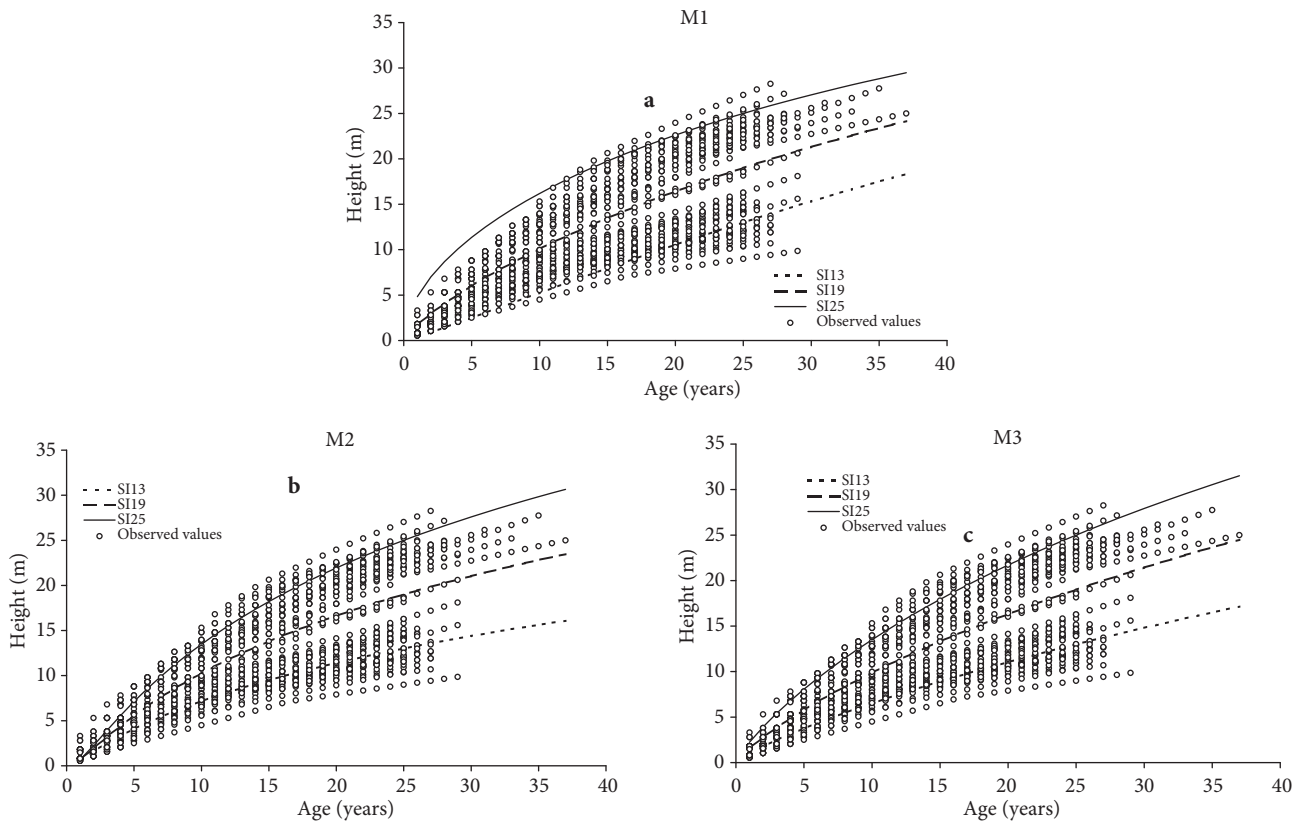 M1
35
30
25
20
15
10
5
0
Height (m)
a
SI13
SI19
SI25
Observed values
0 5 10 15 20 25 30 35 40
Age (years)
M2
35
30
25
20
15
10
5
0
Height (m)
SI13
SI19
SI25
Observed values
b
0 5 10 15 20 25 30 35 40
Age (years)
M3
35
30
25
20
15
10
5
0
Height (m)
SI13
SI19
SI25
Observed values
c
0 5 10 15 20 25 30 35 40
Age (years)